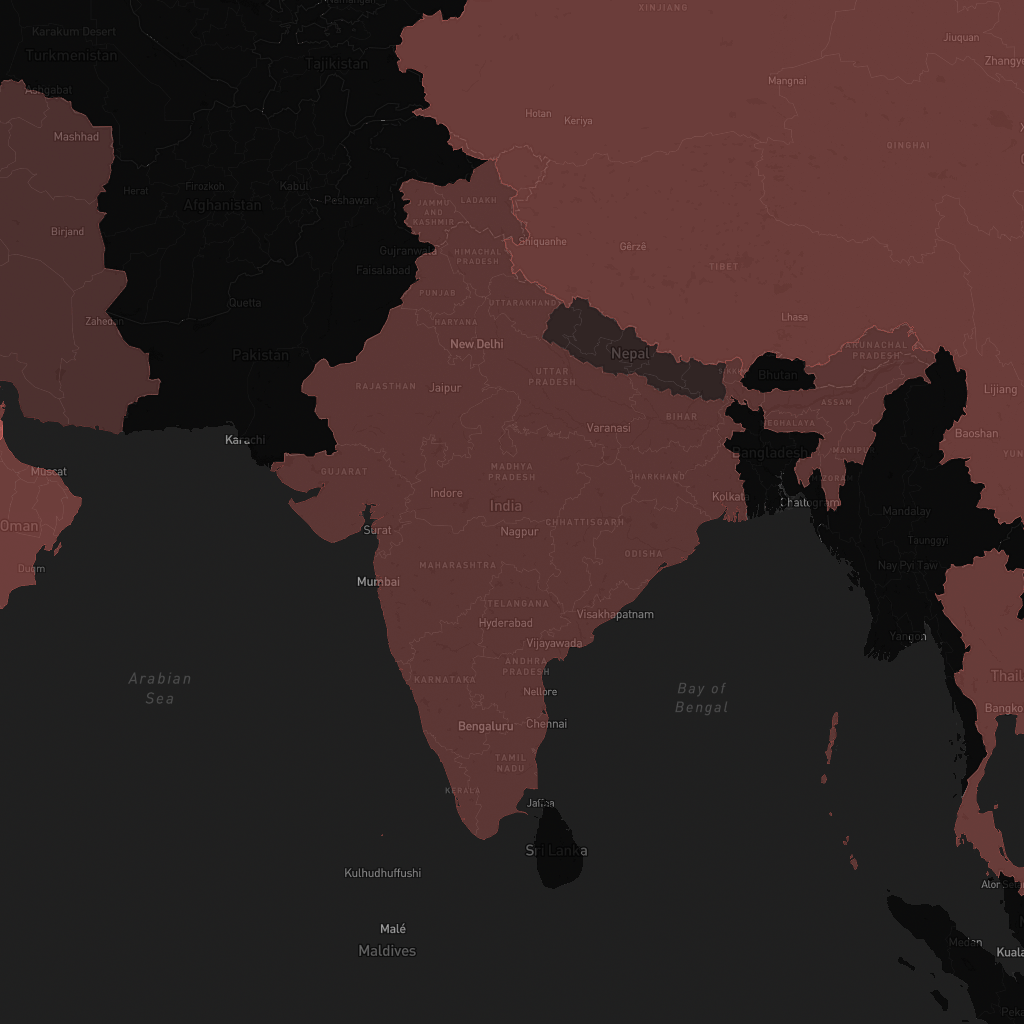 XINJIANG
Karakum Desert
Jiuquan
Turkmenistan
Tajikistan
Zhangye
Mangnai
Ashgabat
Hotan
Keriya
Mashhad
QINGHAI
Herat
Firozkoh
Kabul
Peshawar
Afghanistan
JAMMU
AND
KASHMIR
LADAKH
Birjand
Shiquanhe
Gêrzê
Gujranwala
HIMACHAL
PRADESH
Faisalabad
TIBET
PUNJAB
Quetta
UTTARAKHAND
Zahedan
HARYANA
Lhasa
New Delhi
ARUNACHAL
PRADESH
Pakistan
Nepal
SIKKIM
Bhutan
UTTAR
PRADESH
RAJASTHAN
Jaipur
Lijiang
ASSAM
BIHAR
MEGHALAYA
Varanasi
Karachi
Baoshan
Bangladesh
MANIPUR
YUN
Muscat
GUJARAT
MADHYA
PRADESH
JHARKHAND
MIZORAM
Indore
Kolkata
India
Chattogram
Mandalay
Oman
Surat
Nagpur
CHHATTISGARH
Taunggyi
ODISHA
Duqm
MAHARASHTRA
Nay Pyi Taw
Mumbai
TELANGANA
Visakhapatnam
Hyderabad
Yangon
Vijayawada
ANDHRA
PRADESH
KARNATAKA
Arabian
Sea
Thail
Nellore
Bay of
Bengal
Bangko
Bengaluru
Chennai
TAMIL
NADU
KERALA
Jaffna
Sri Lanka
Kulhudhuffushi
Alor Setar
Malé
Maldives
Medan
Kuala
Peka